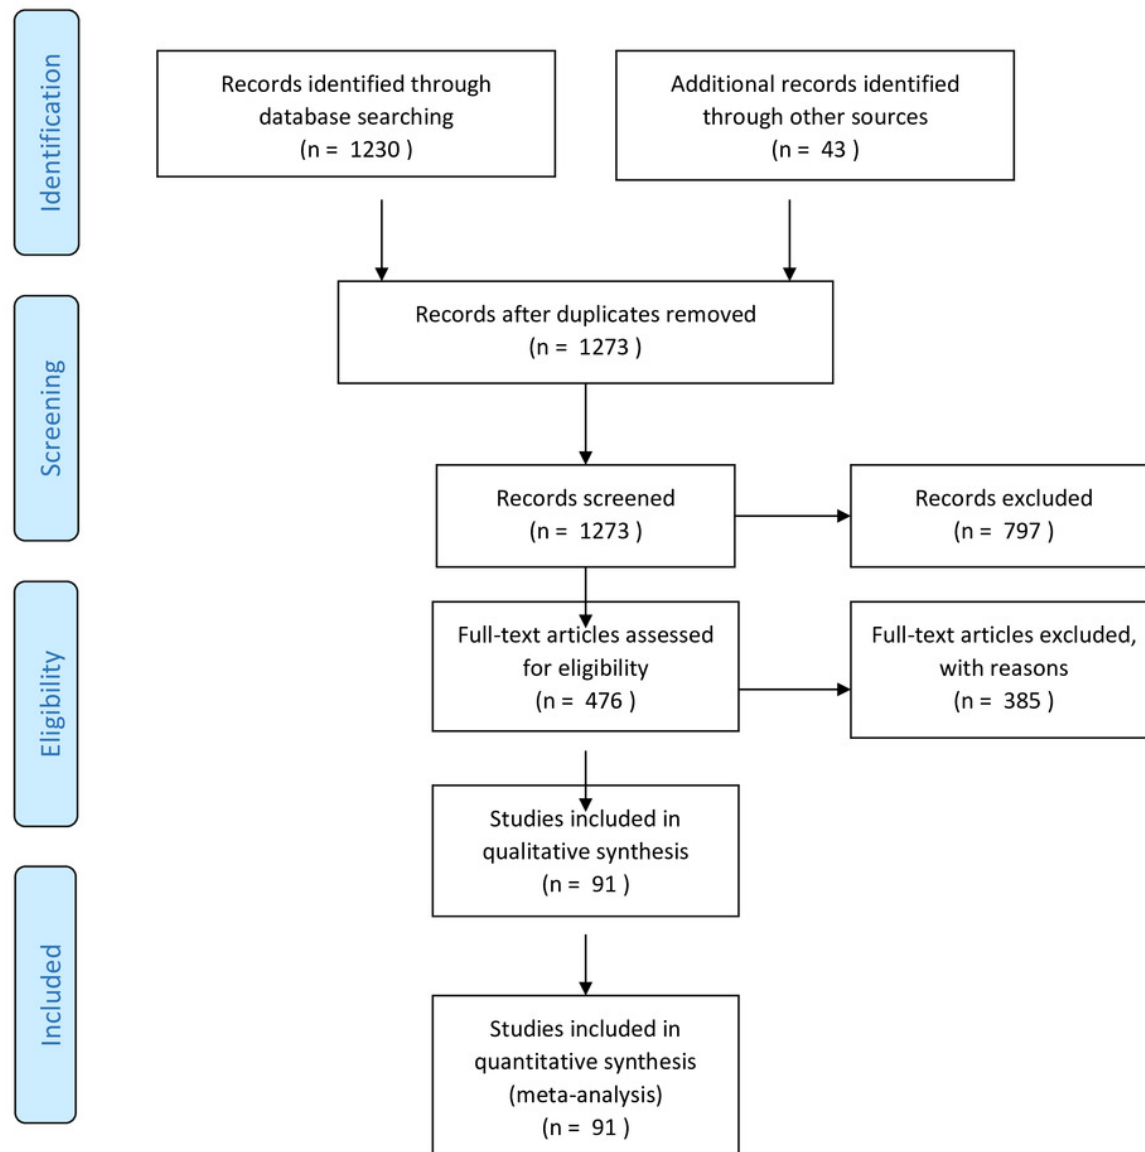 Identification
Records identified through
database searching
(n =  1230 )
Additional records identified
through other sources
(n =  43 )
Screening
Records after duplicates removed
(n =  1273 )
Records screened
(n =  1273 )
Records excluded
(n =  797 )
Eligibility
Full-text articles assessed
for eligibility
(n =  476 )
Full-text articles excluded,
with reasons
(n =  385 )
Studies included in
qualitative synthesis
(n =  91 )
Included
Studies included in
quantitative synthesis
(meta-analysis)
(n =  91 )